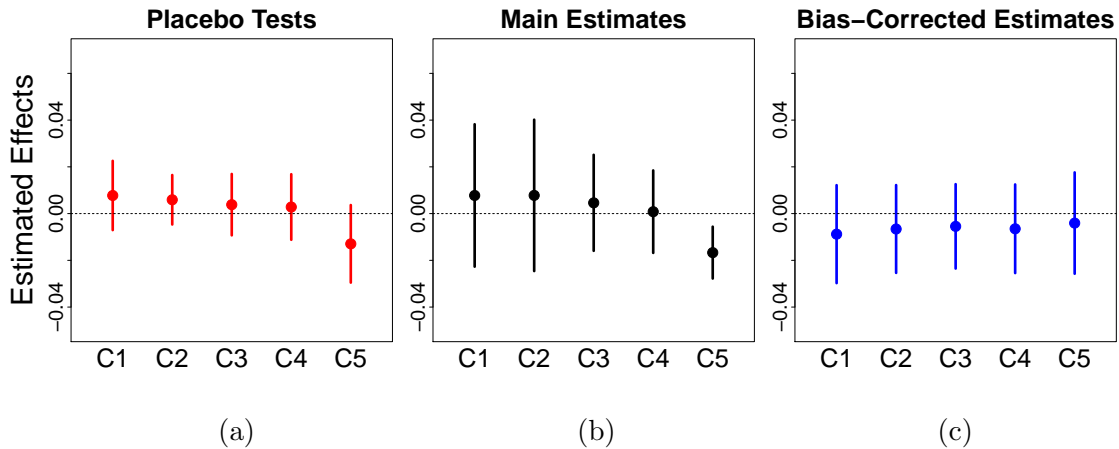 Placebo Tests
Main Estimates
Bias−Corrected Estimates
Estimated Effects
0.04
0.00
−0.04
0.04
0.00
−0.04
0.04
0.00
−0.04
C1 C2 C3 C4 C5
C1 C2 C3 C4 C5
C1 C2 C3 C4 C5
(a)
(b)
(c)